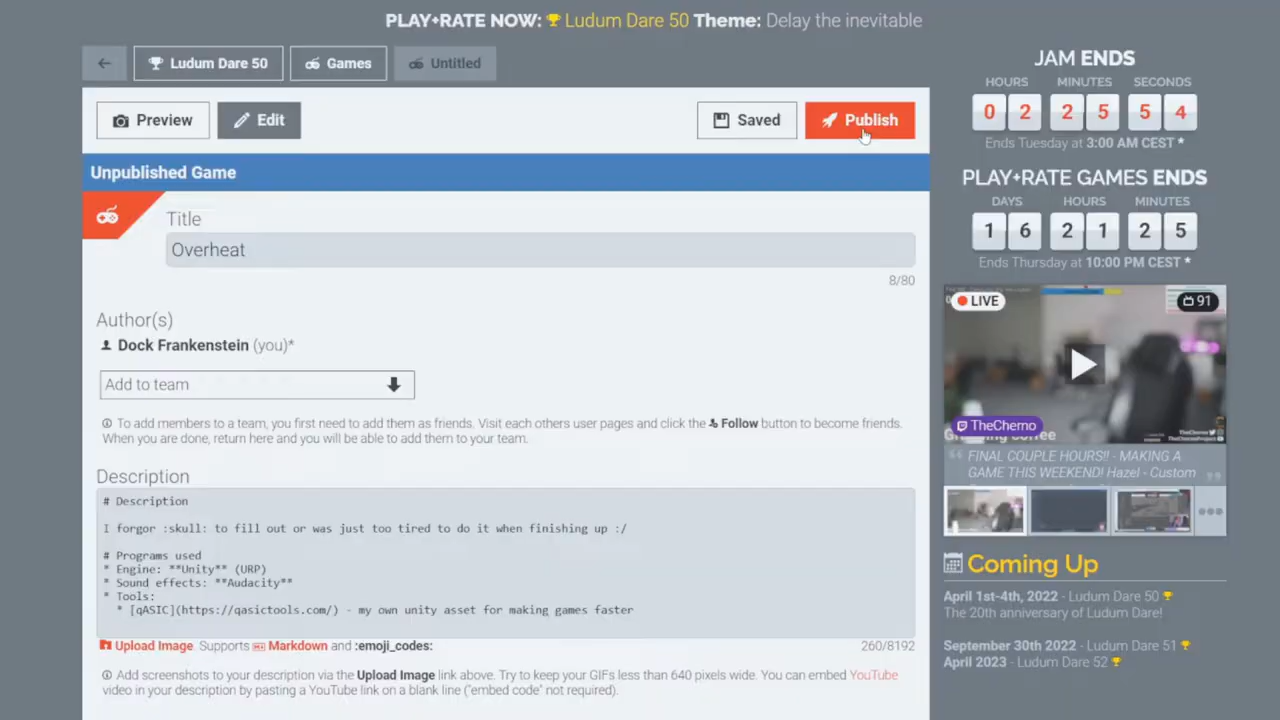 PLAY+RATE NOW: Ludum Dare 50 Theme: Delay the inevitable
Ludum Dare 50
Games
Untitled
Preview
Edit
Saved
Publish
Unpublished Game
Title
Overheat
8/80
Author(s)
Dock Frankenstein (you)*
Add to team
To add members to a team, you first need to add them as friends. Visit each others user pages and click the Follow button to become friends.
When you are done, return here and you will be able to add them to your team.
Description
# Description
I forgor :skull: to fill out or was just too tired to do it when finishing up :/
# Programs used
* Engine: **Unity** (URP)
* Sound effects: **Audacity**
* Tools:
* [qASIC](https://qasictools.com/) - my own unity asset for making games faster
Upload Image. Supports Markdown and :emoji_codes:
260/8192
Add screenshots to your description via the Upload Image link above. Try to keep your GIFs less than 640 pixels wide. You can embed YouTube
video in your description by pasting a YouTube link on a blank line ("embed code" not required).
JAM ENDS
HOURS MINUTES SECONDS
0 2 2 5 5 4
Ends Tuesday at 3:00 AM CEST *
PLAY+RATE GAMES ENDS
DAYS HOURS MINUTES
1 6 2 1 2 5
Ends Thursday at 10:00 PM CEST *
LIVE
91
TheCherno
FINAL COUPLE HOURS!! - MAKING A
GAME THIS WEEKEND! Hazel - Custom
Coming Up
April 1st-4th, 2022 - Ludum Dare 50
The 20th anniversary of Ludum Dare!
September 30th 2022 - Ludum Dare 51
April 2023 - Ludum Dare 52